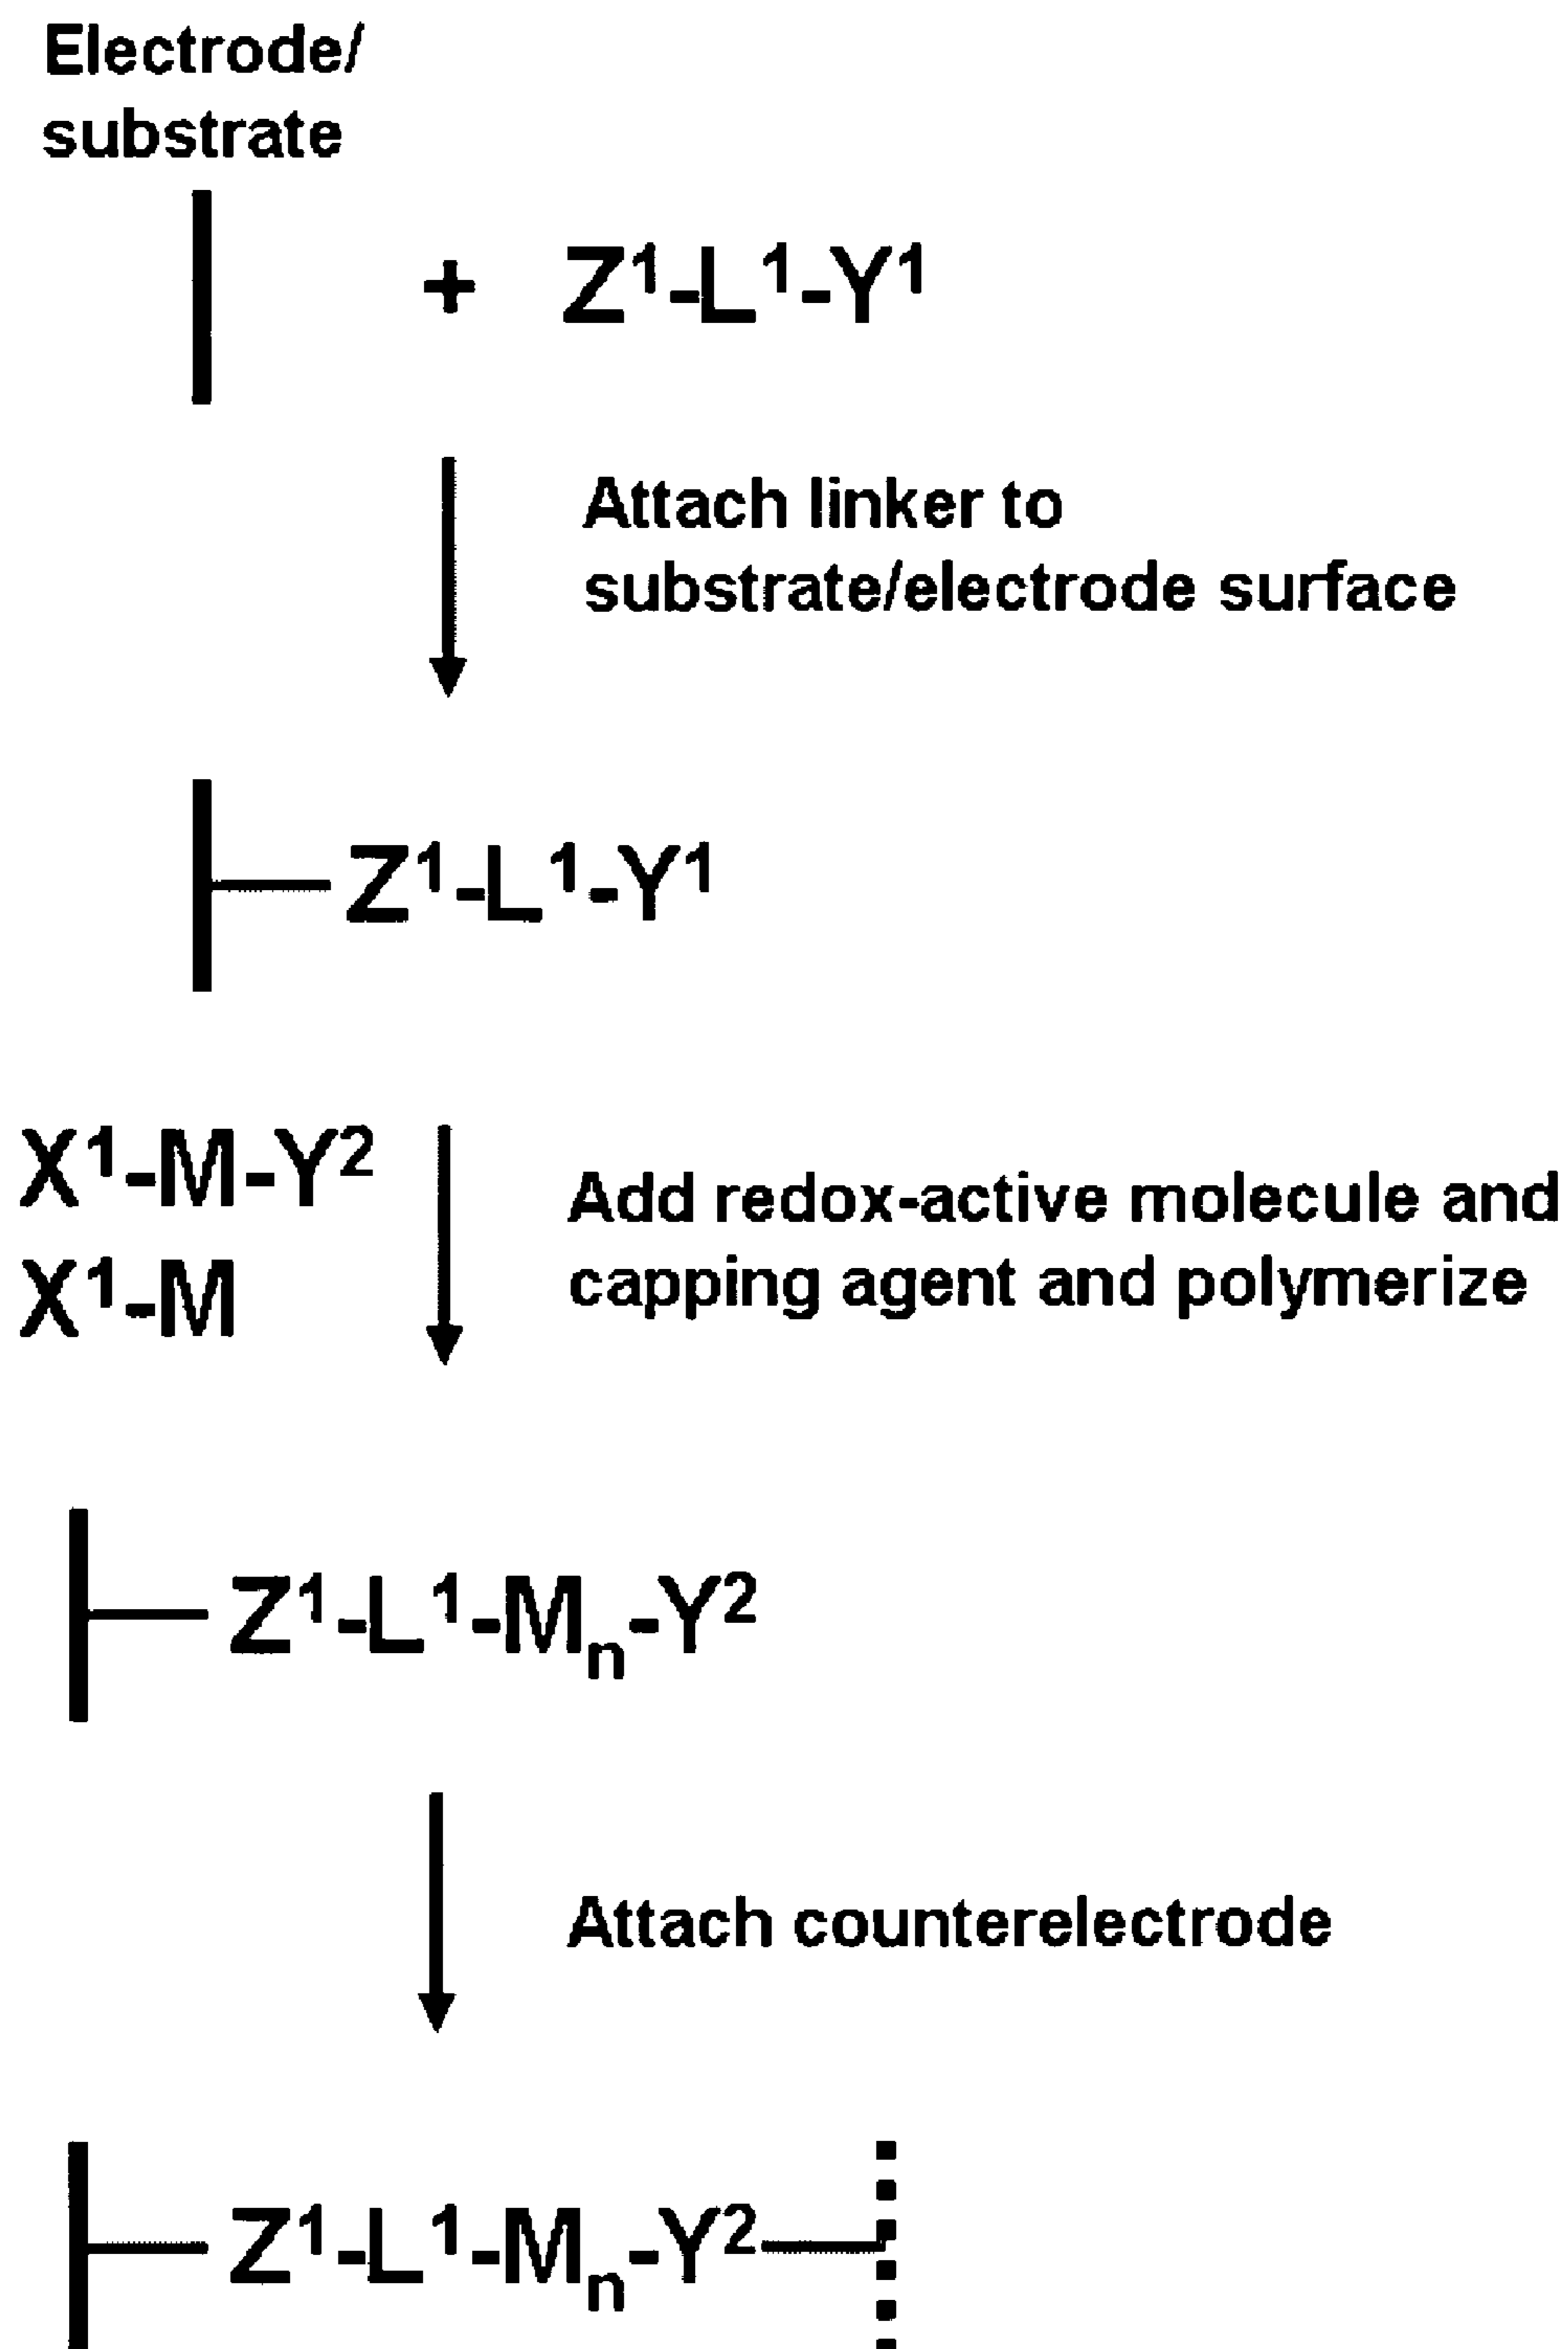 Electrode/
substrate
+ Z¹-L¹-Y¹
Attach linker to
substrate/electrode surface
Z¹-L¹-Y¹
X¹-M-Y²
X¹-M
Add redox-active molecule and
capping agent and polymerize
Z¹-L¹-Mₙ-Y²
Attach counterelectrode
Z¹-L¹-Mₙ-Y²